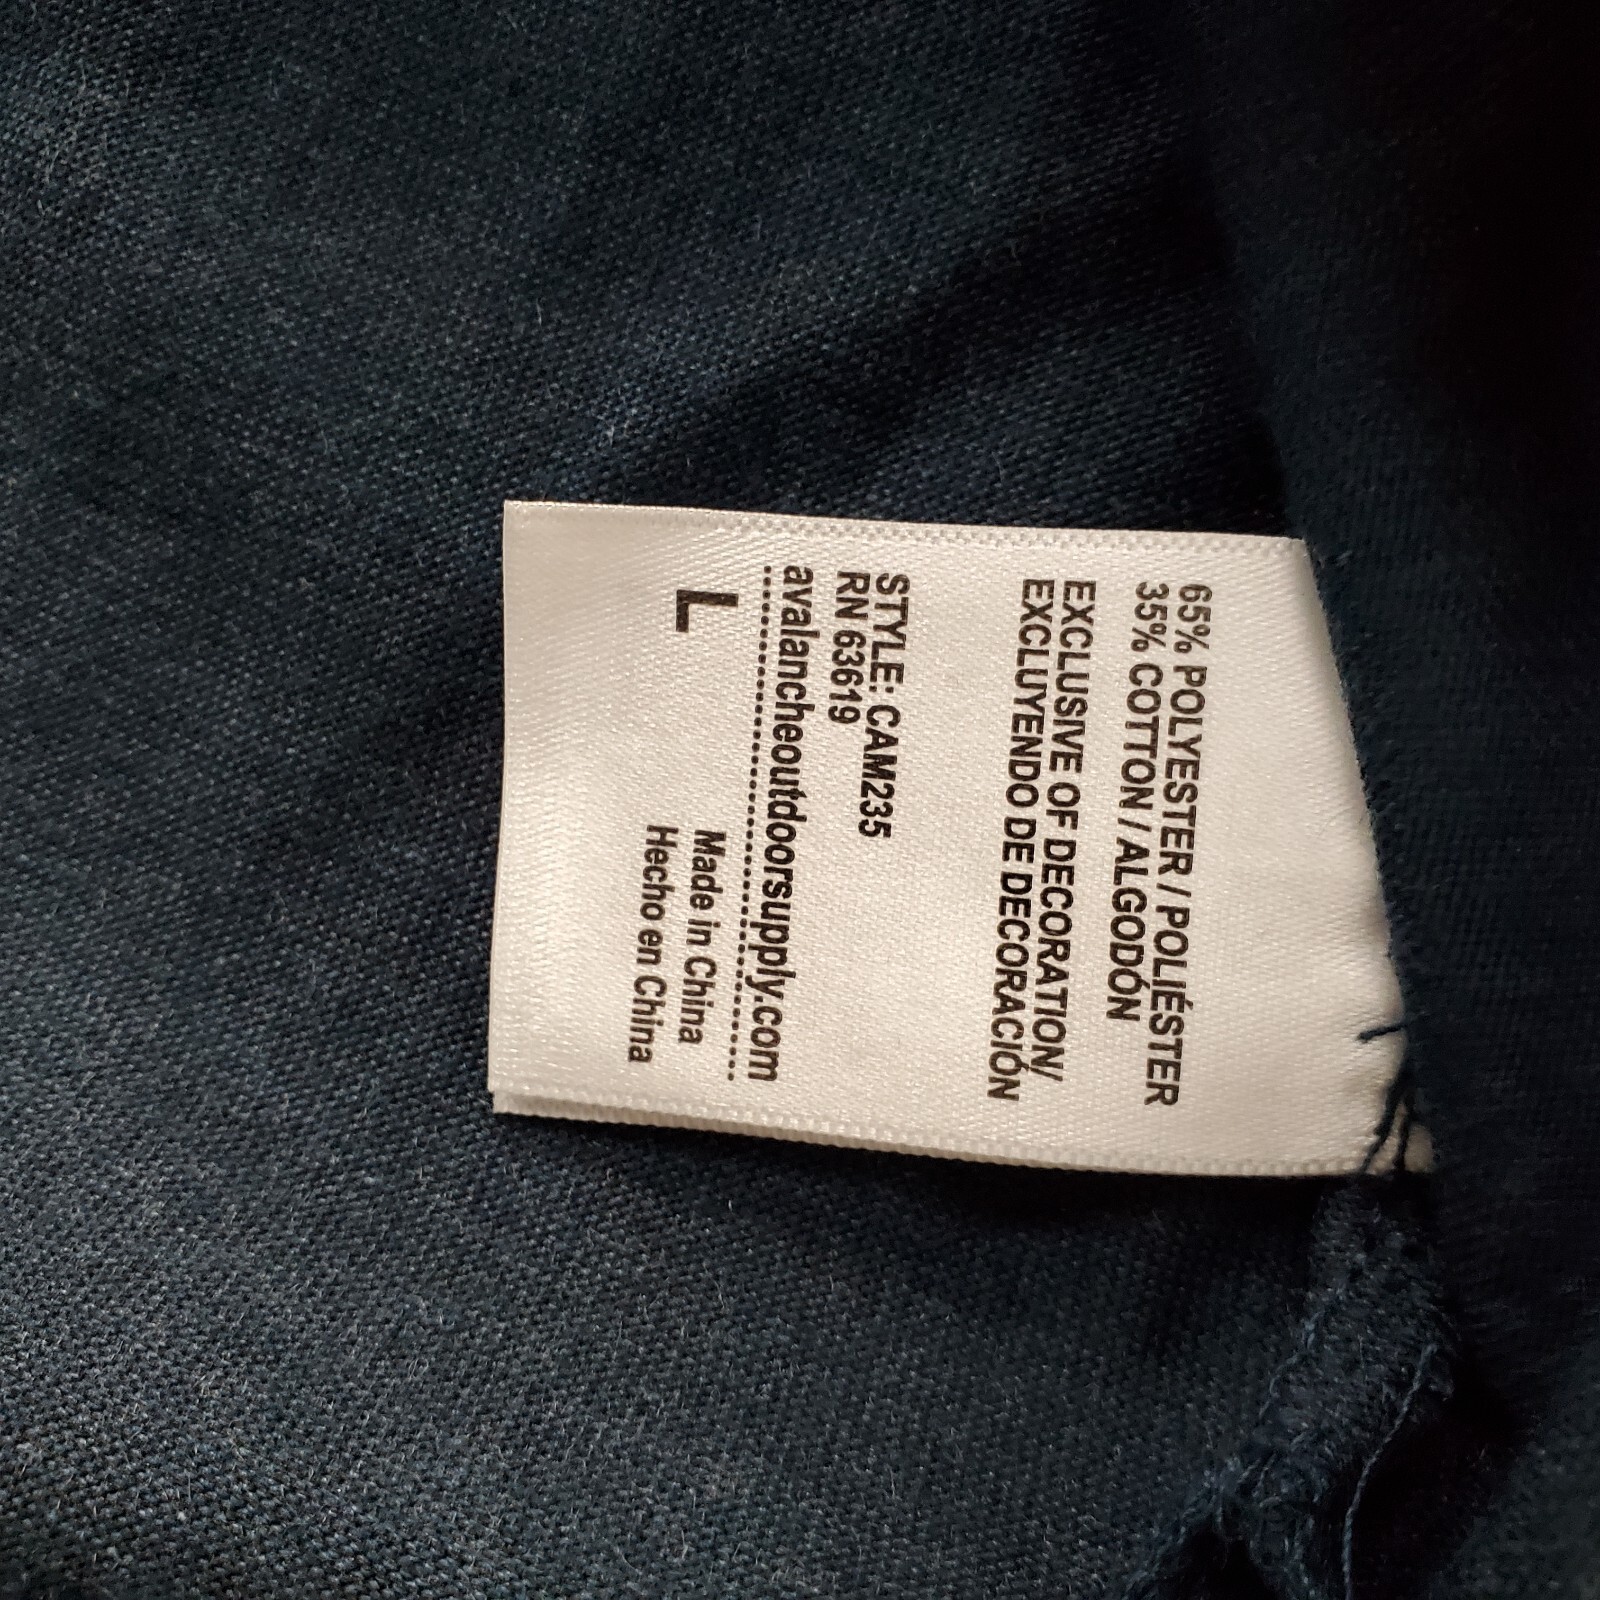 65% POLYESTER / POLIÉSTER
35% COTTON / ALGODÓN
EXCLUSIVE OF DECORATION/
EXCLUYENDO DE DECORACIÓN
STYLE: CAM235
RN 63619
avalancheoutdoorsupply.com
L
Made in China
Hecho en China